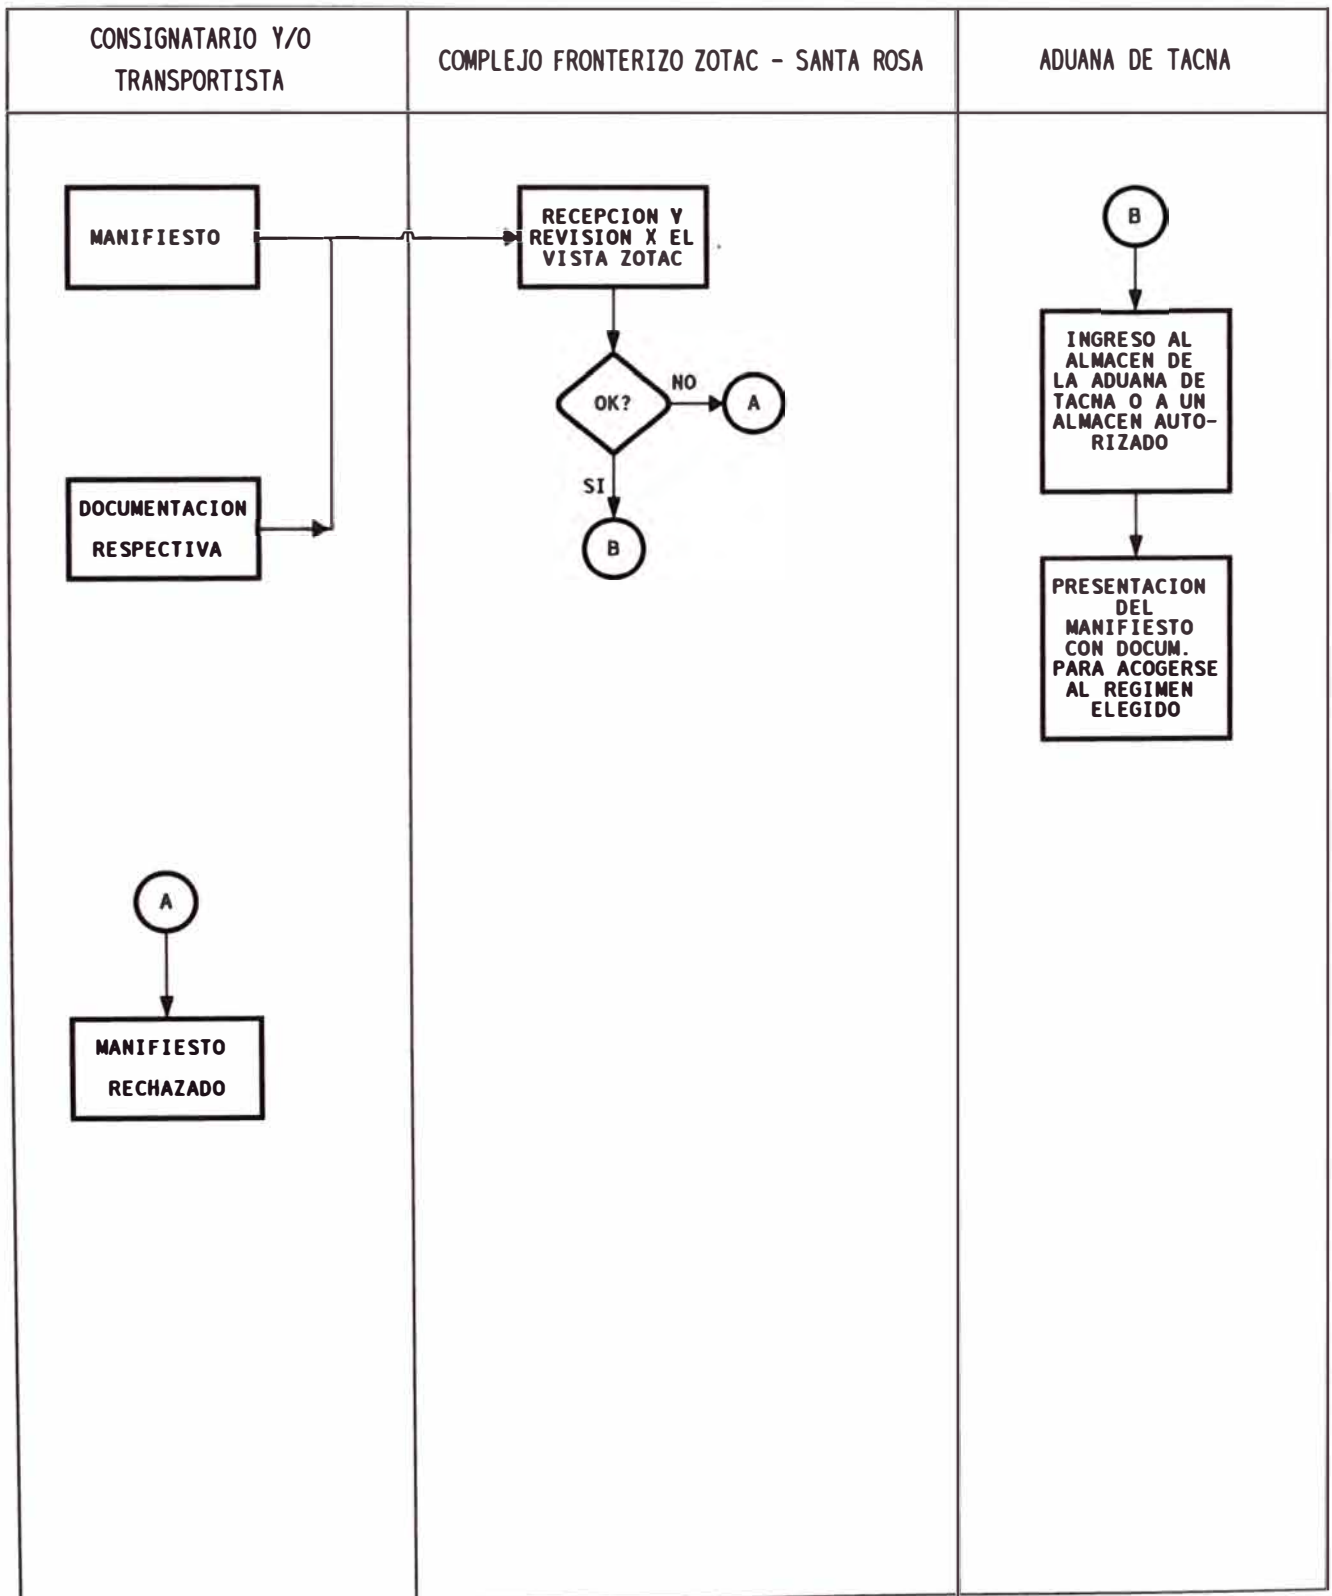 CONSIGNATARIO Y/O
TRANSPORTISTA
COMPLEJO FRONTERIZO ZOTAC - SANTA ROSA
ADUANA DE TACNA
MANIFIESTO
DOCUMENTACION
RESPECTIVA
A
MANIFIESTO
RECHAZADO
RECEPCION Y
REVISION X EL
VISTA ZOTAC
OK?
NO
A
SI
B
B
INGRESO AL
ALMACEN DE
LA ADUANA DE
TACNA O A UN
ALMACEN AUTO-
RIZADO
PRESENTACION
DEL
MANIFIESTO
CON DOCUM.
PARA ACOGERSE
AL REGIMEN
ELEGIDO